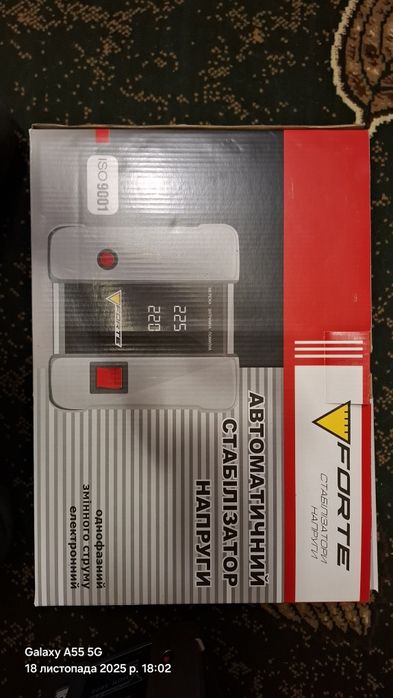 FORTE
СТАБІЛІЗАТОРИ
НАПРУГИ
АВТОМАТИЧНИЙ
СТАБІЛІЗАТОР
НАПРУГИ
однофазний
змінного струму
електронний
225
220
FORTE
ISO 9001
Galaxy A55 5G
18 листопада 2025 р. 18:02